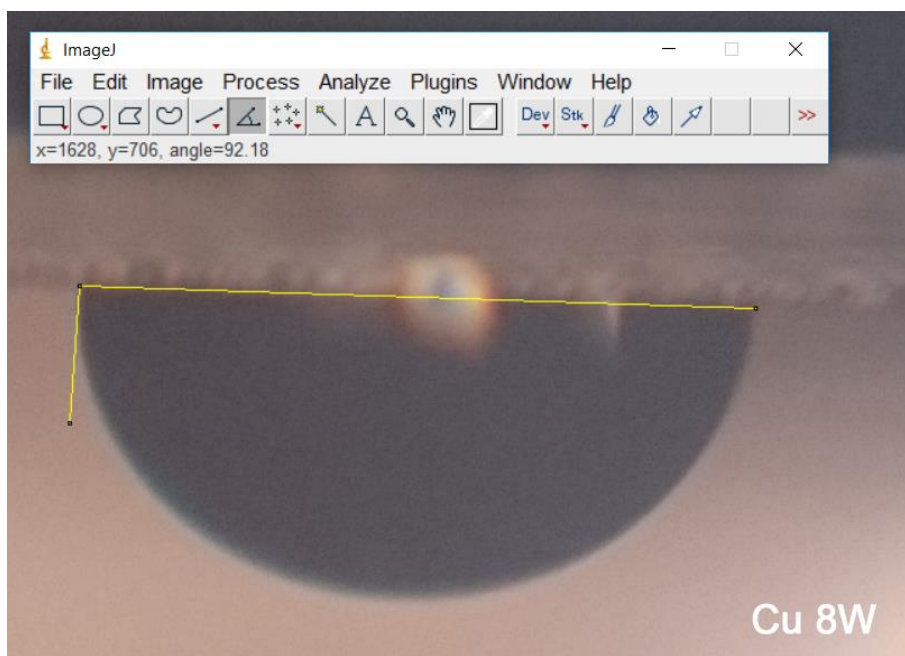 ImageJ
File Edit Image Process Analyze Plugins Window Help
A Dev Stk >>
x=1628, y=706, angle=92.18
Cu 8W